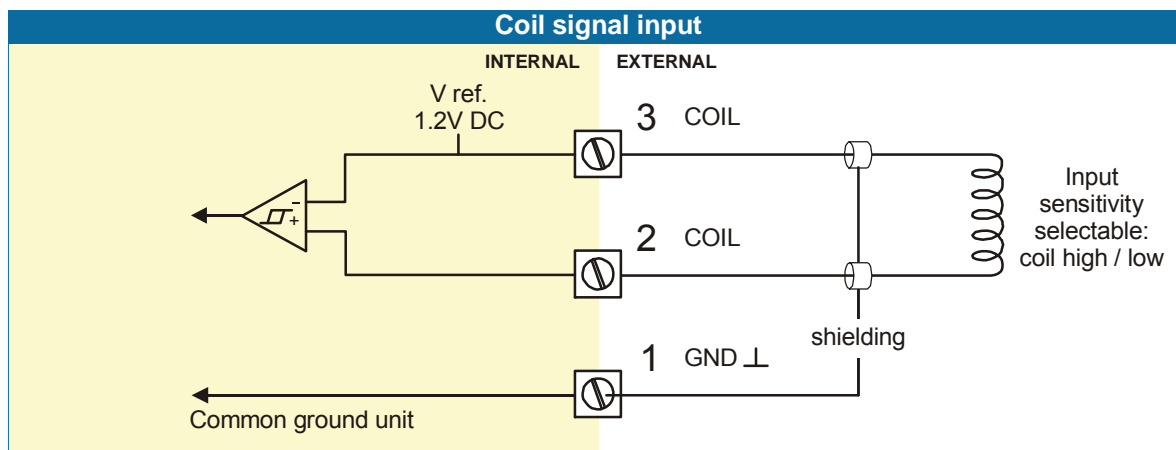 Coil signal input
INTERNAL
EXTERNAL
V ref.
1.2V DC
3 COIL
-
+
2 COIL
Input
sensitivity
selectable:
coil high / low
shielding
1 GND ⊥
Common ground unit